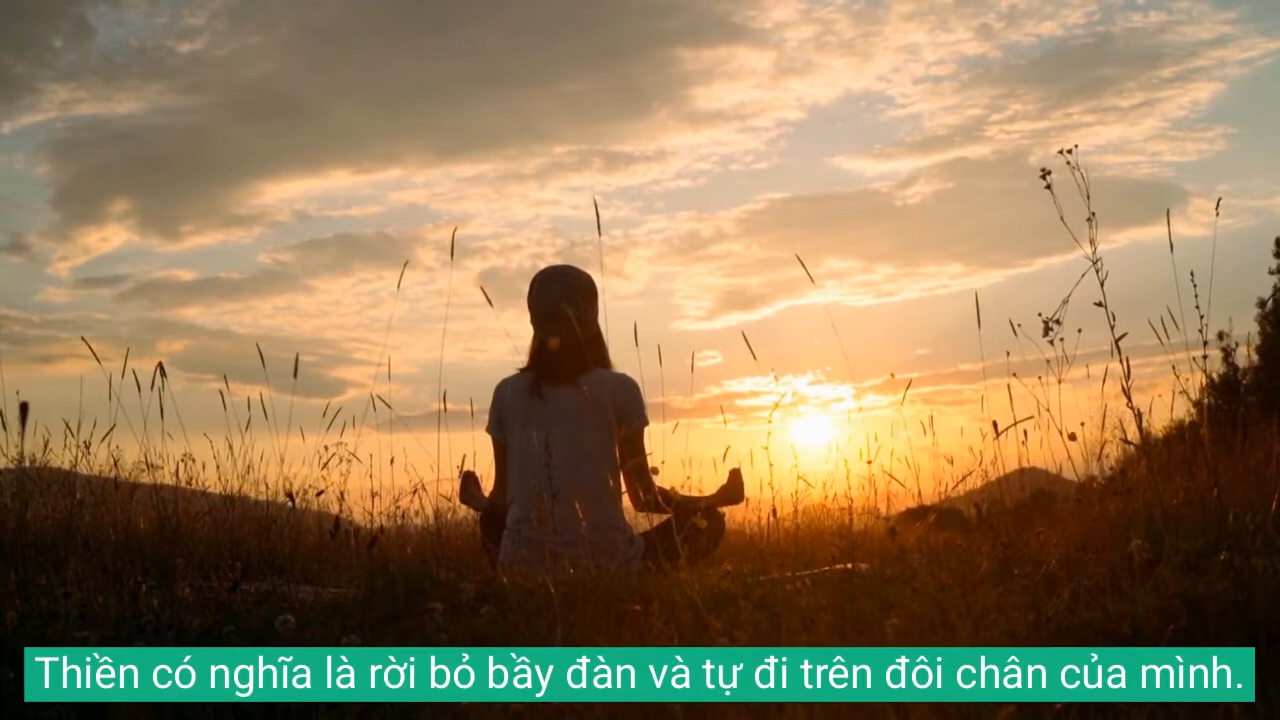 Thiền có nghĩa là rời bỏ bầy đàn và tự đi trên đôi chân của mình.